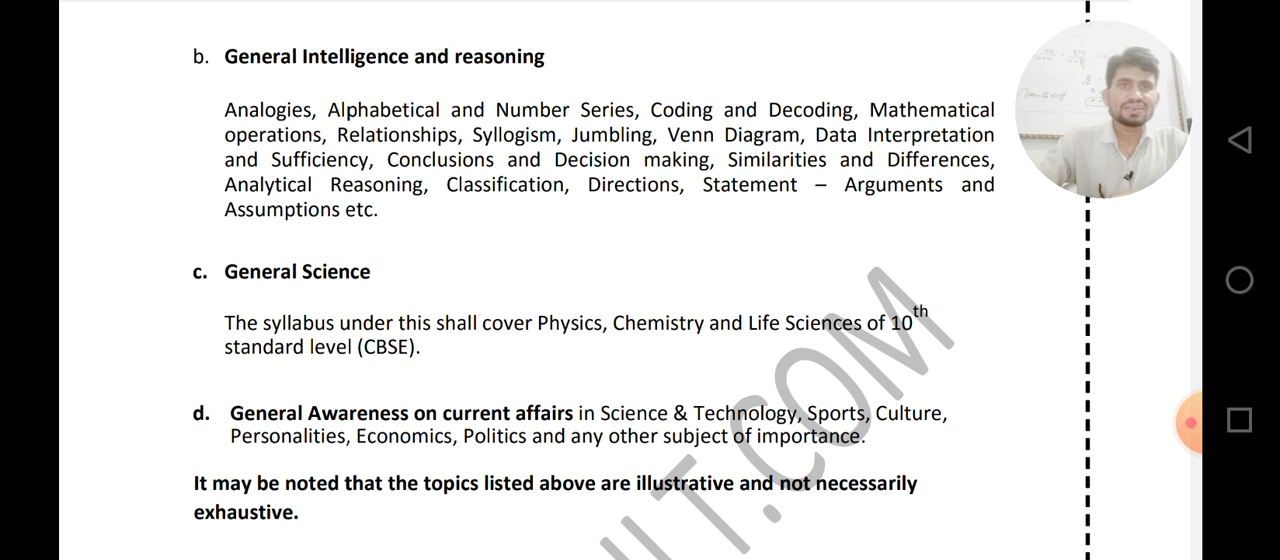 b. General Intelligence and reasoning
Analogies, Alphabetical and Number Series, Coding and Decoding, Mathematical
operations, Relationships, Syllogism, Jumbling, Venn Diagram, Data Interpretation
and Sufficiency, Conclusions and Decision making, Similarities and Differences,
Analytical Reasoning, Classification, Directions, Statement – Arguments and
Assumptions etc.
c. General Science
The syllabus under this shall cover Physics, Chemistry and Life Sciences of 10th
standard level (CBSE).
d. General Awareness on current affairs in Science & Technology, Sports, Culture,
Personalities, Economics, Politics and any other subject of importance.
It may be noted that the topics listed above are illustrative and not necessarily
exhaustive.
LT.COM